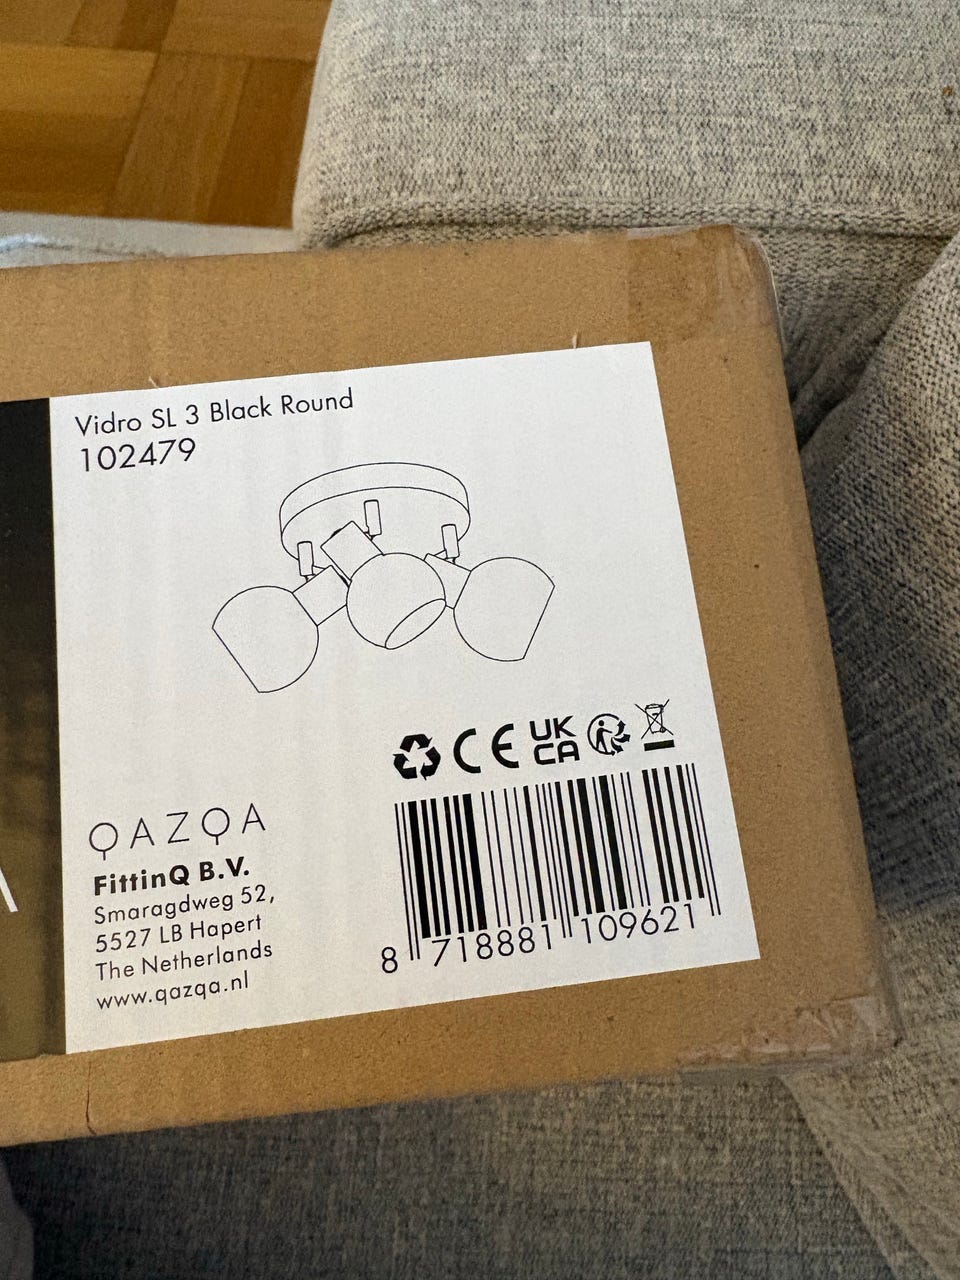 Vidro SL 3 Black Round
102479
CE UK CA
QAZQA
FittinQ B.V.
Smaragdweg 52,
5527 LB Hapert
The Netherlands
www.qazqa.nl
8 718881 109621